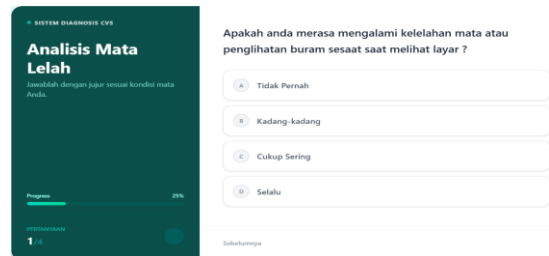 SISTEM DIAGNOSIS CVS
Analisis Mata
Lelah
Jawablah dengan jujur sesuai kondisi mata
Anda.
Progress 25%
PERTANYAAN
1/4
Apakah anda merasa mengalami kelelahan mata atau
penglihatan buram sesaat saat melihat layar ?
A Tidak Pernah
B Kadang-kadang
C Cukup Sering
D Selalu
Sebelumnya